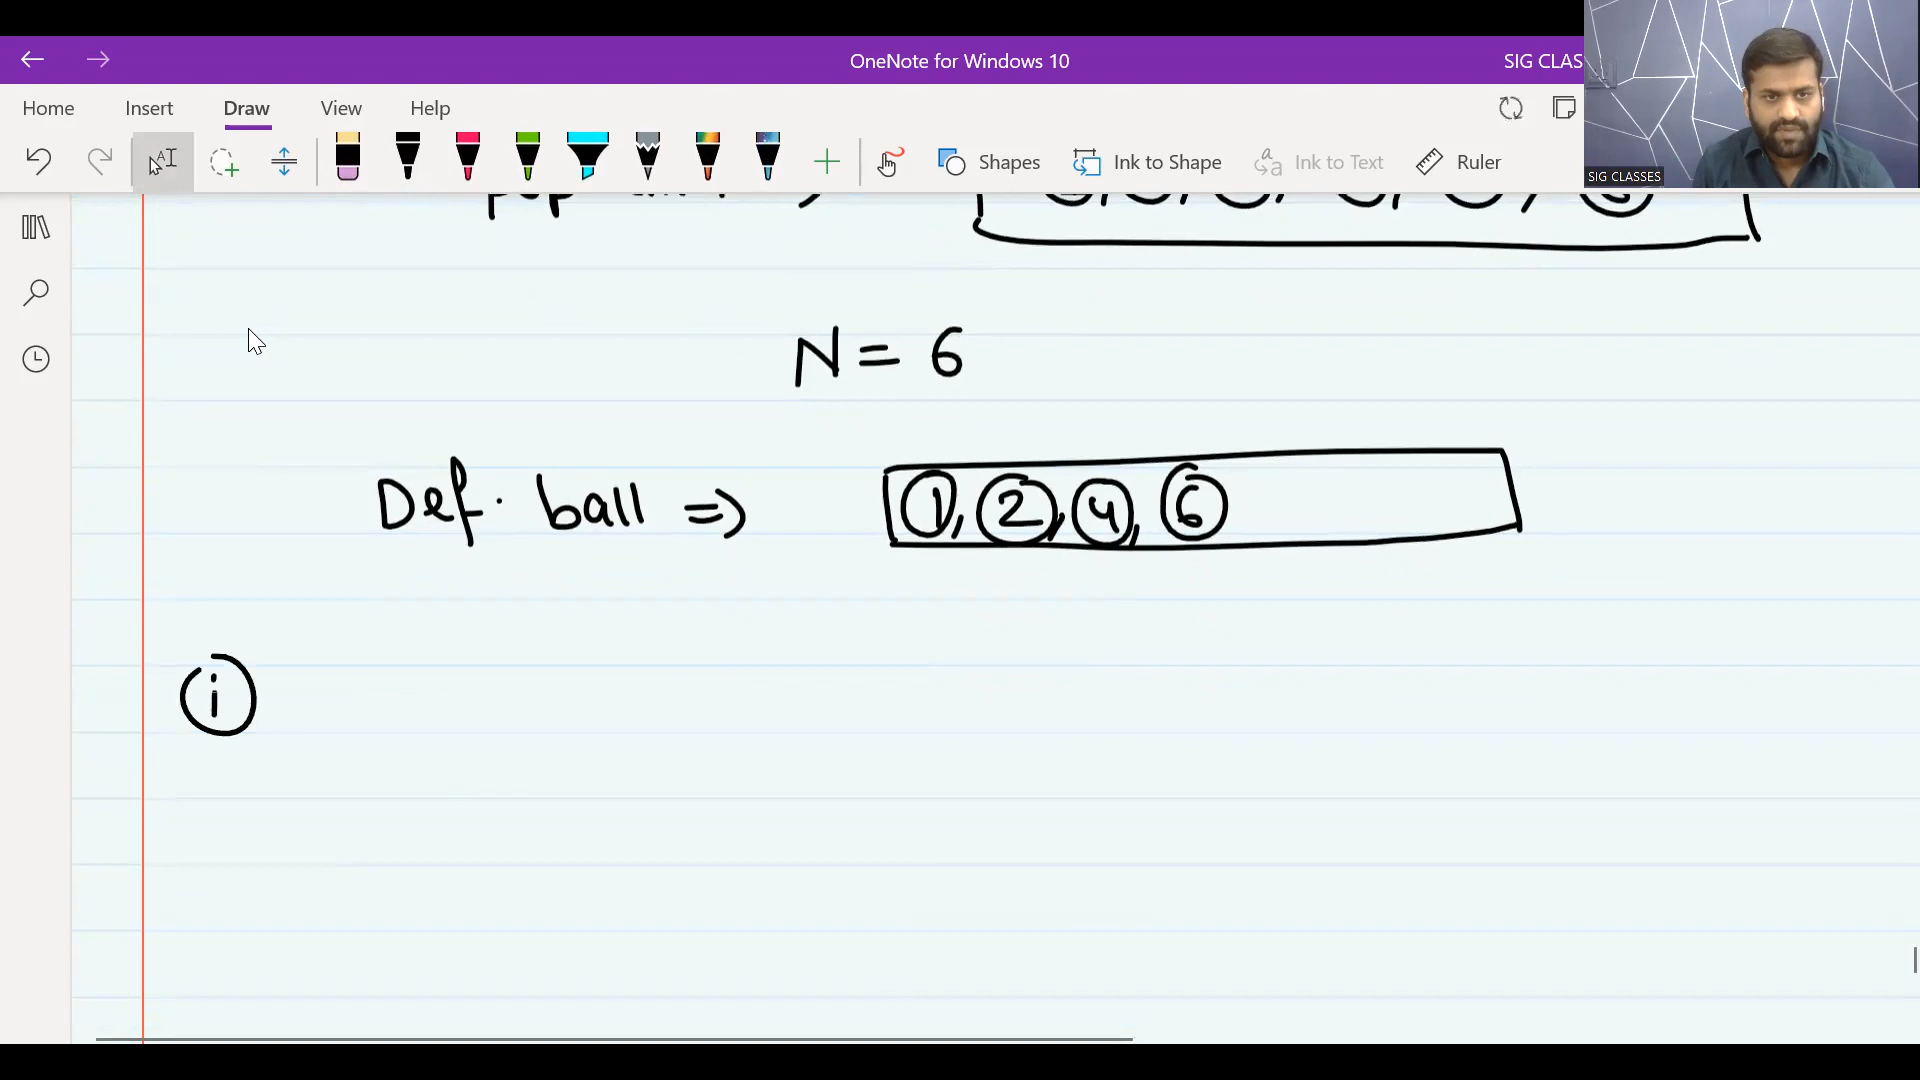 OneNote for Windows 10
SIG CLAS
Home Insert Draw View Help
Shapes Ink to Shape Ink to Text Ruler
SIG CLASSES
N = 6
Def. ball ⇒ ①, ②, ④, ⑥
ⓘ